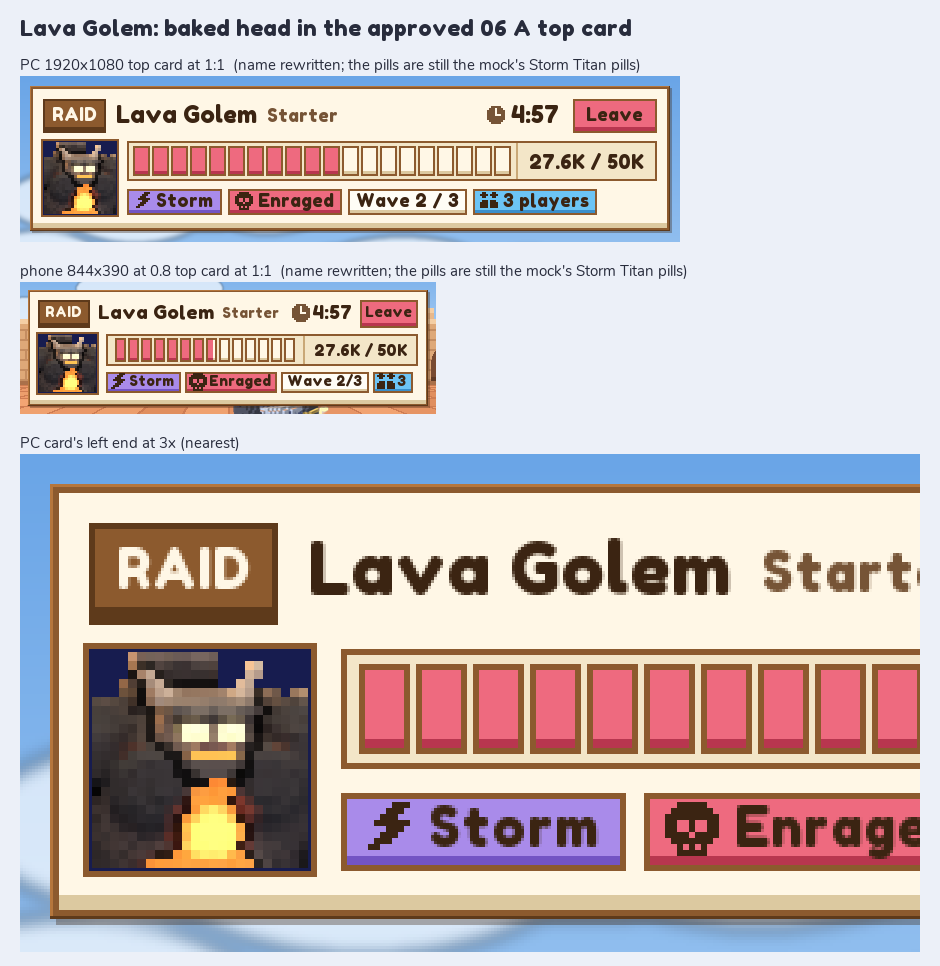 Lava Golem: baked head in the approved 06 A top card
PC 1920x1080 top card at 1:1 (name rewritten; the pills are still the mock's Storm Titan pills)
RAID Lava Golem Starter 4:57 Leave
27.6K / 50K
Storm Enraged Wave 2 / 3 3 players
phone 844x390 at 0.8 top card at 1:1 (name rewritten; the pills are still the mock's Storm Titan pills)
RAID Lava Golem Starter 4:57 Leave
27.6K / 50K
Storm Enraged Wave 2/3 3
PC card's left end at 3x (nearest)
RAID Lava Golem Starte
Storm Enrage